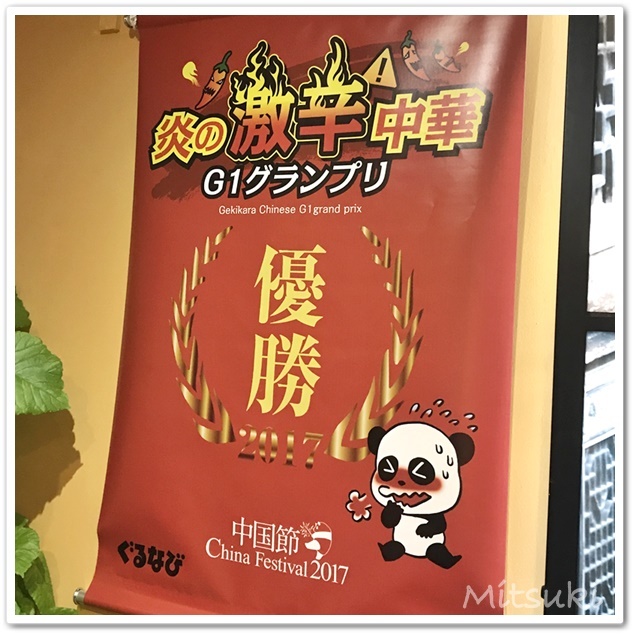 炎の激辛中華
G1グランプリ
Gekikara Chinese G1grand prix
優勝
2017
中国節
China Festival 2017
ぐるなび
Mitsuki